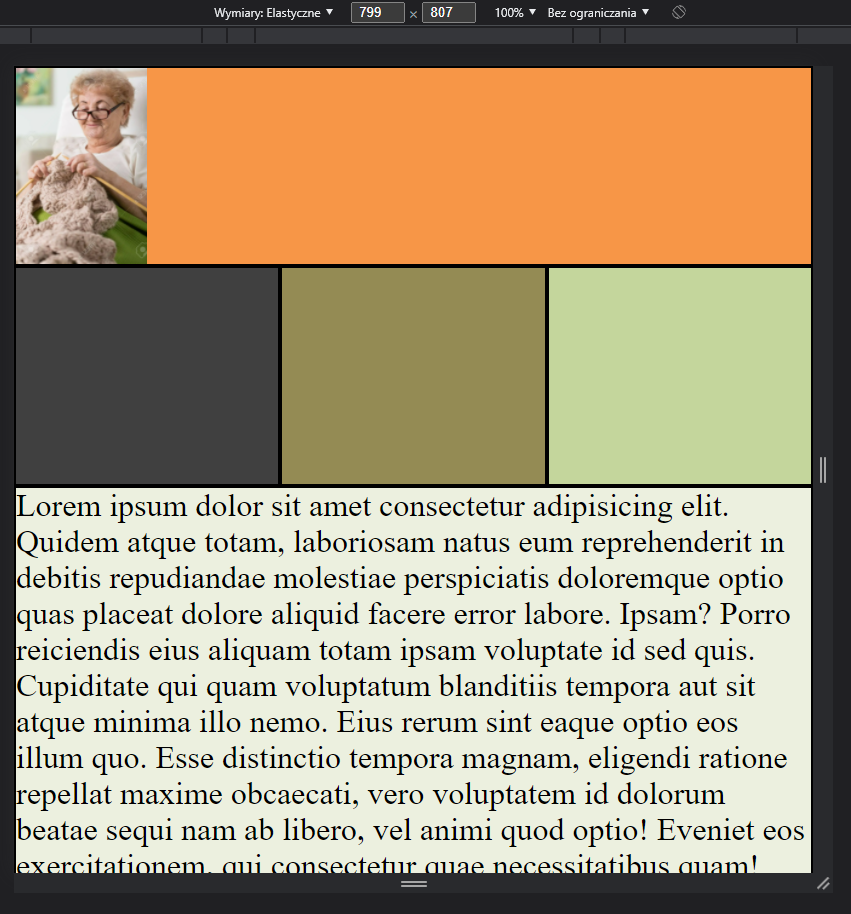 Wymiary: Elastyczne ▼ 799 × 807 100% ▼ Bez ograniczania ▼
Lorem ipsum dolor sit amet consectetur adipisicing elit.
Quidem atque totam, laboriosam natus eum reprehenderit in
debitis repudiandae molestiae perspiciatis doloremque optio
quas placeat dolore aliquid facere error labore. Ipsam? Porro
reiciendis eius aliquam totam ipsam voluptate id sed quis.
Cupiditate qui quam voluptatum blanditiis tempora aut sit
atque minima illo nemo. Eius rerum sint eaque optio eos
illum quo. Esse distinctio tempora magnam, eligendi ratione
repellat maxime obcaecati, vero voluptatem id dolorum
beatae sequi nam ab libero, vel animi quod optio! Eveniet eos
exercitationem, qui consectetur quae necessitatibus quam!